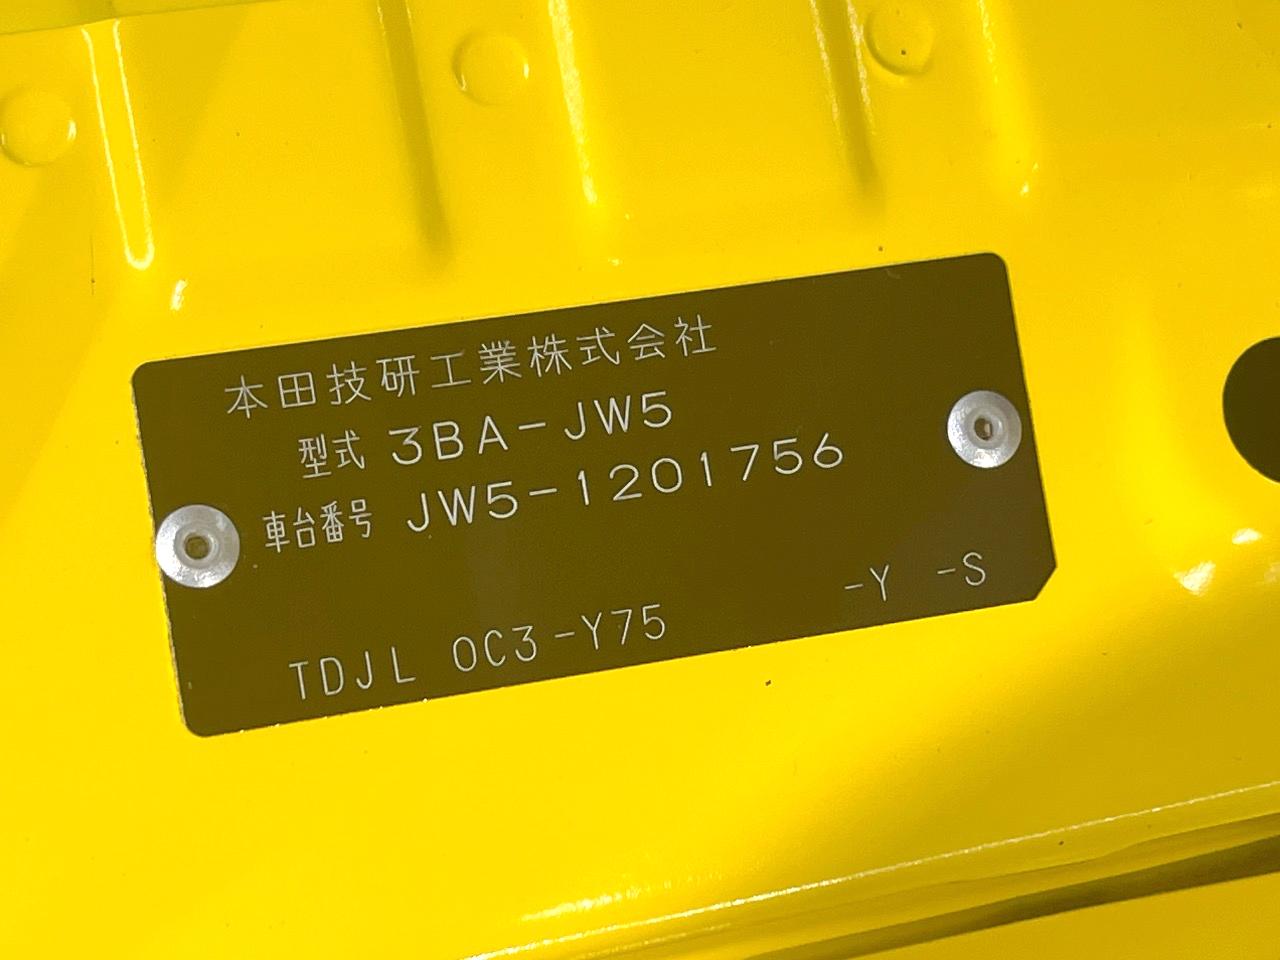 本田技研工業株式会社
型式 3BA-JW5
車台番号 JW5-1201756
TDJL 0C3-Y75 -Y -S